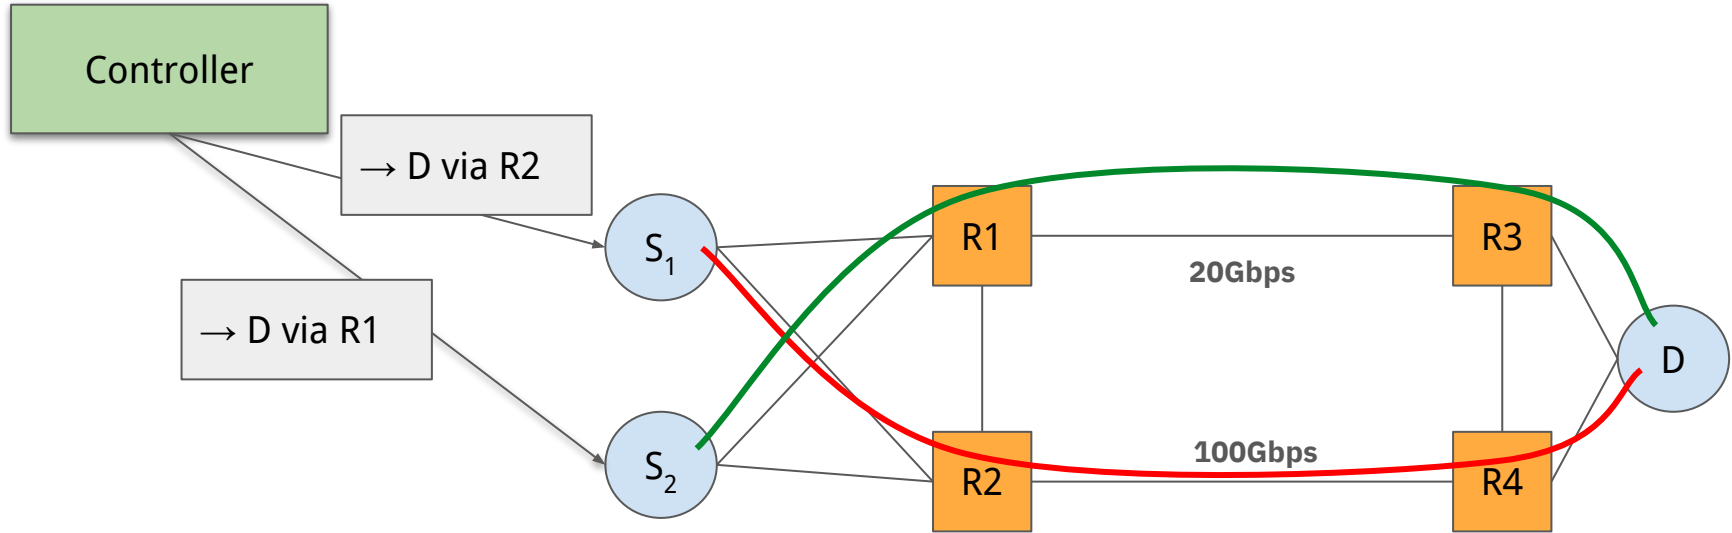 Controller
→ D via R2
→ D via R1
S1
S2
R1
R3
20Gbps
D
100Gbps
R2
R4